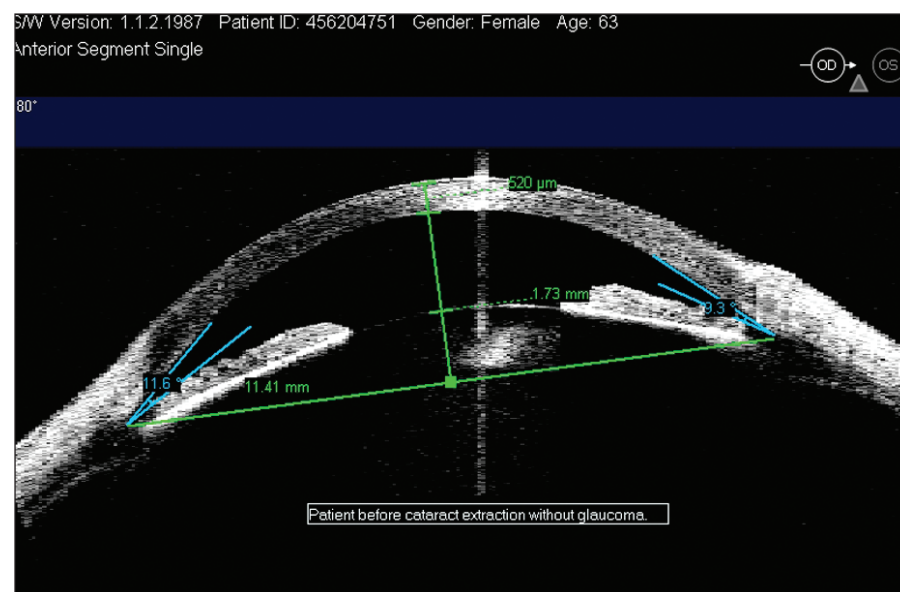 S/W Version: 1.1.2.1987 Patient ID: 456204751 Gender: Female Age: 63
Anterior Segment Single
OD OS
80°
520 µm
1.73 mm
9.3 °
11.6 °
11.41 mm
Patient before cataract extraction without glaucoma.